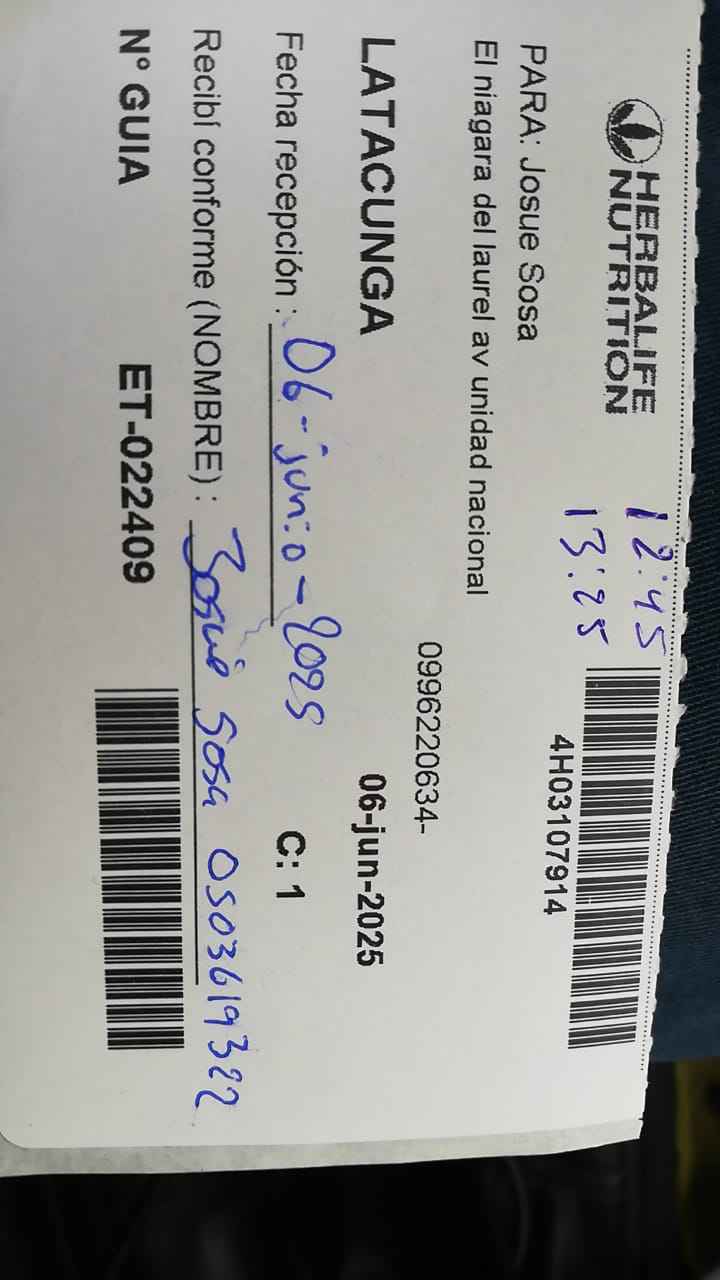 HERBALIFE
NUTRITION
12:45
13:25
4H03107914
PARA: Josue Sosa
El niagara del laurel av unidad nacional
0996220634-
LATACUNGA 06-jun-2025
Fecha recepción : 06-junio-2025 C: 1
Recibí conforme (NOMBRE) : Josué Sosa 0503619322
N° GUIA ET-022409